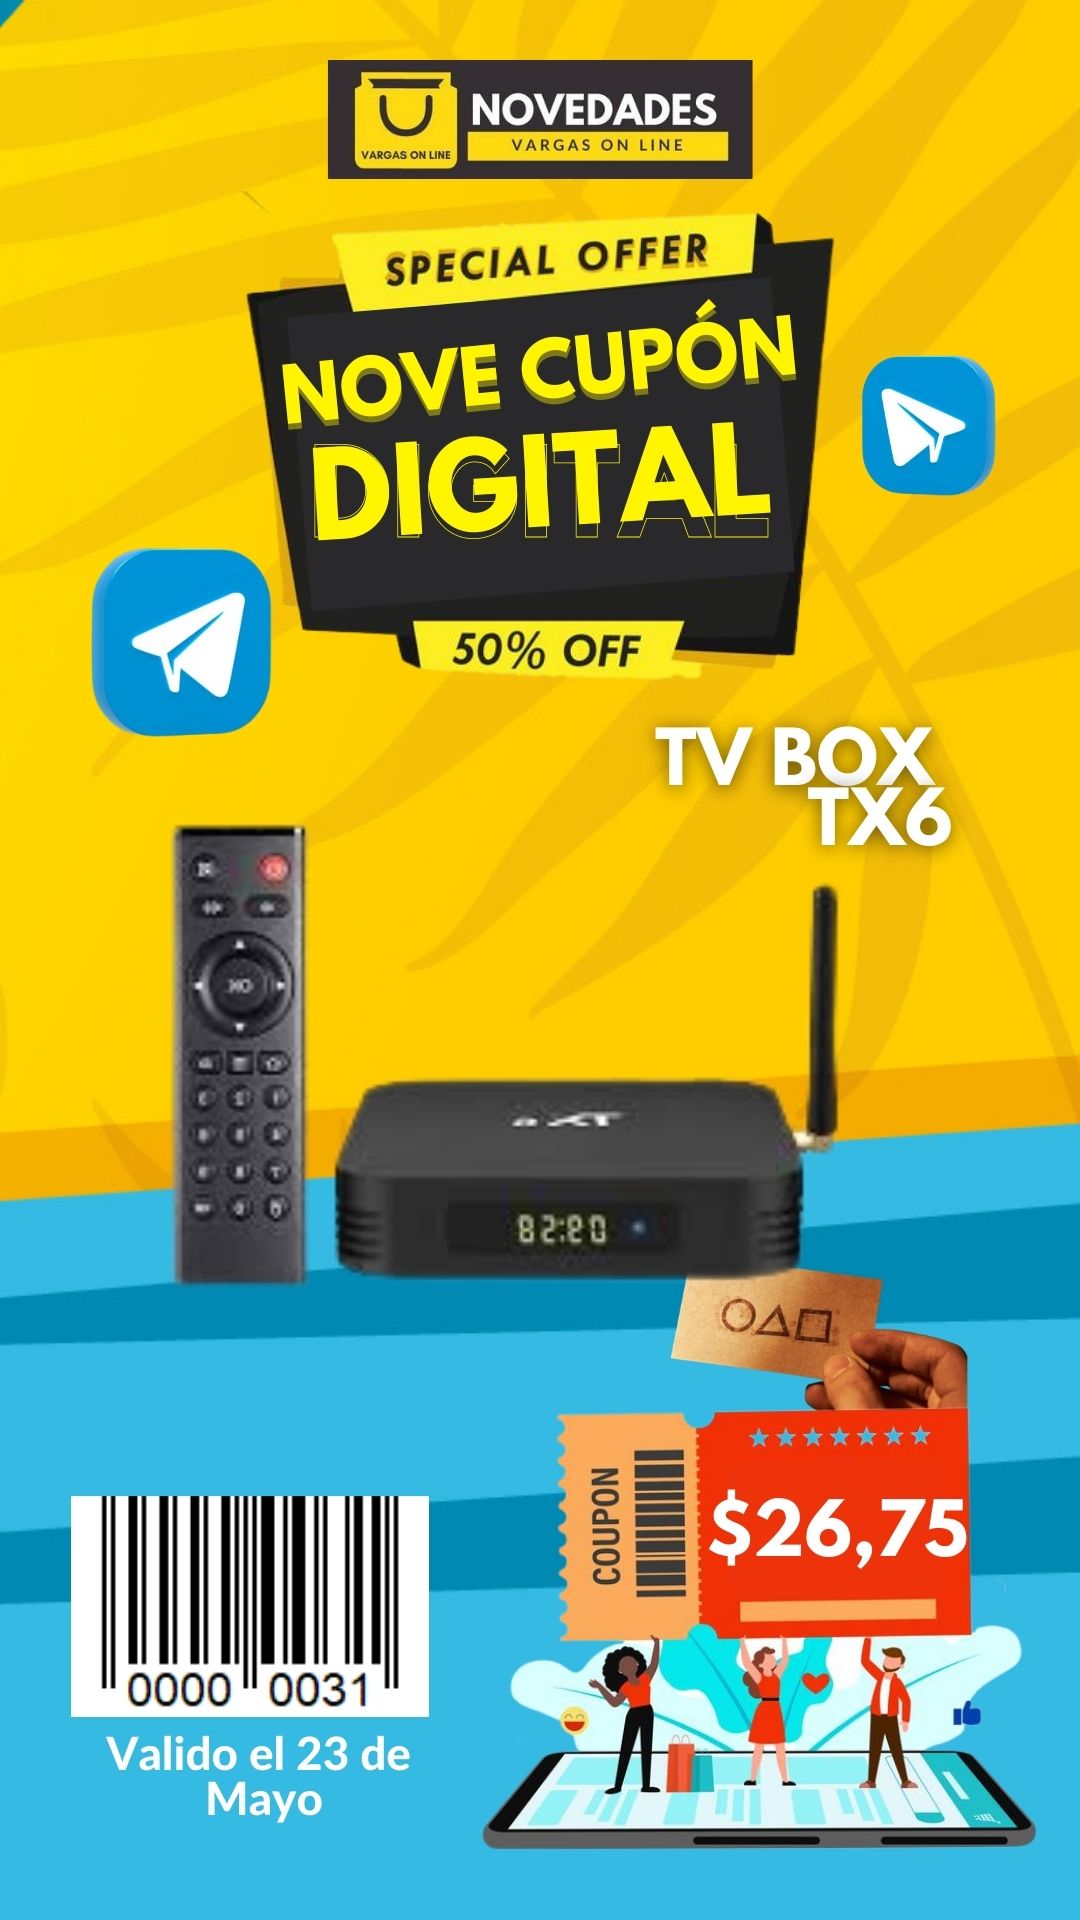 NOVEDADES
VARGAS ON LINE
VARGAS ON LINE
SPECIAL OFFER
NOVE CUPÓN
DIGITAL
50% OFF
TV BOX
TX6
OK
82:20
COUPON
$26,75
0000 0031
Valido el 23 de
Mayo